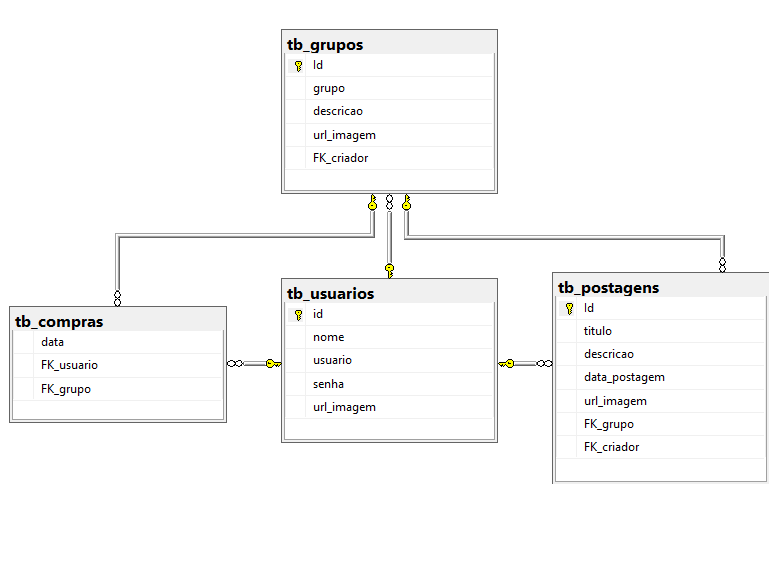 tb_grupos
Id
grupo
descricao
url_imagem
FK_criador
tb_compras
data
FK_usuario
FK_grupo
tb_usuarios
id
nome
usuario
senha
url_imagem
tb_postagens
Id
titulo
descricao
data_postagem
url_imagem
FK_grupo
FK_criador